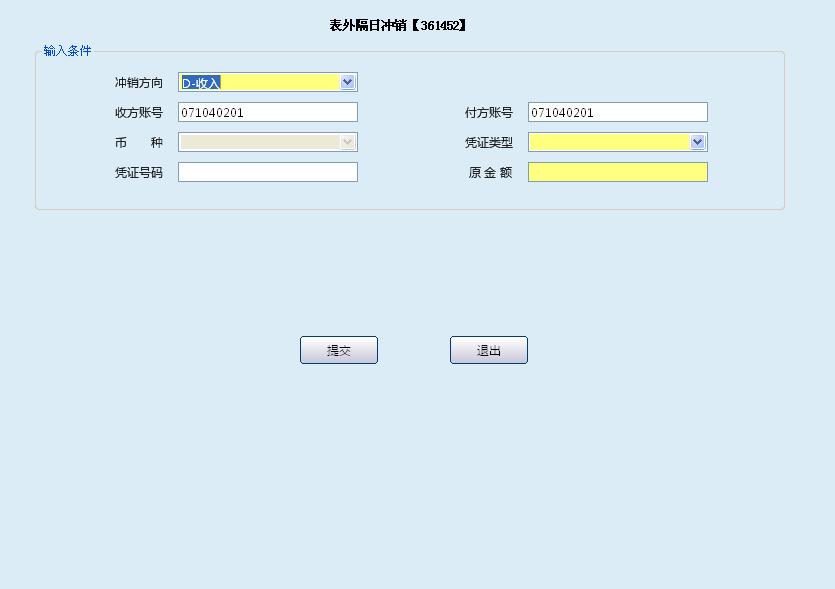 表外隔日冲销【361452】
输入条件
冲销方向 D-收入
收方账号 071040201 付方账号 071040201
币 种 凭证类型
凭证号码 原 金 额
提交 退出